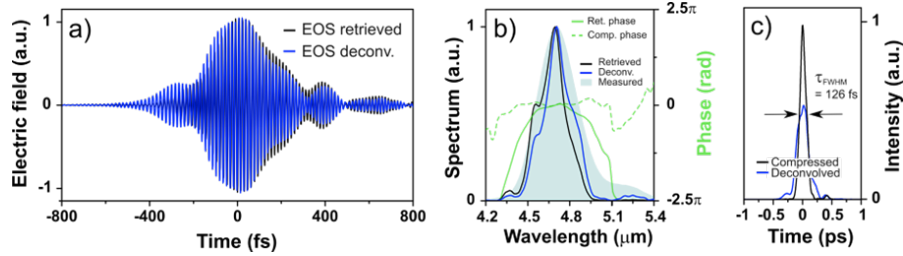 a)
EOS retrieved
EOS deconv.
Electric field (a.u.)
1
0
-1
-800
-400
0
400
800
Time (fs)
b)
Ret. phase
Comp. phase
Retrieved
Deconv.
Measured
Spectrum (a.u.)
1
0
4.2
4.5
4.8
5.1
5.4
Wavelength (μm)
2.5π
0
-2.5π
Phase (rad)
c)
τFWHM
= 126 fs
Compressed
Deconvolved
1
0
Intensity (a.u.)
-1
-0.5
0
0.5
1
Time (ps)